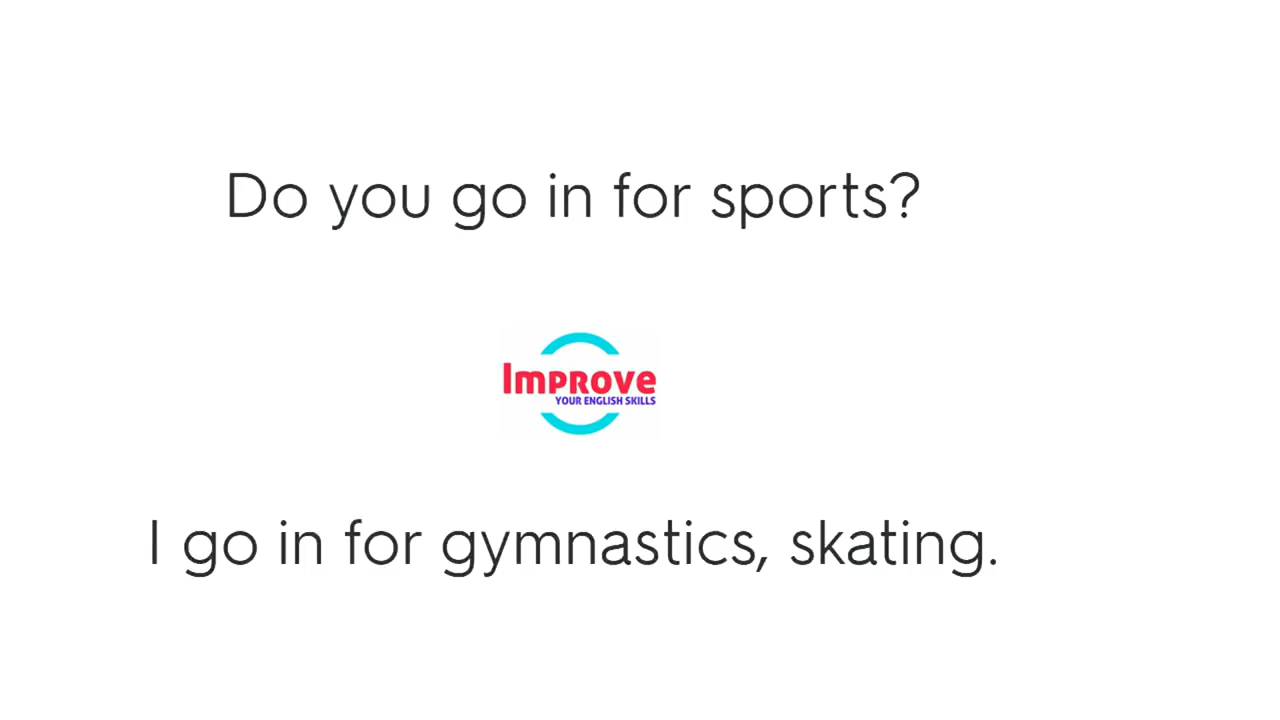 Do you go in for sports?
Improve
YOUR ENGLISH SKILLS
I go in for gymnastics, skating.